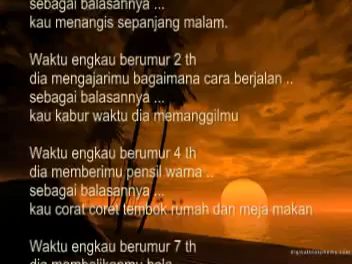 sebagai balasannya ...
kau menangis sepanjang malam.
Waktu engkau berumur 2 th
dia mengajarimu bagaimana cara berjalan ..
sebagai balasannya ...
kau kabur waktu dia memanggilmu
Waktu engkau berumur 4 th
dia memberimu pensil warna ..
sebagai balasannya ...
kau corat coret tembok rumah dan meja makan
Waktu engkau berumur 7 th
dia membelikanmu bola